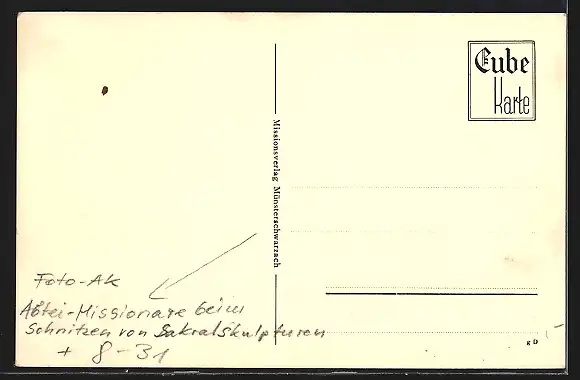 Cube
Karte
Missionsverlag Münsterschwarzach
Foto-AK
Abtei-Missionare beim
Schnitzen von Sakralskulpturen
+ 8-31
g D